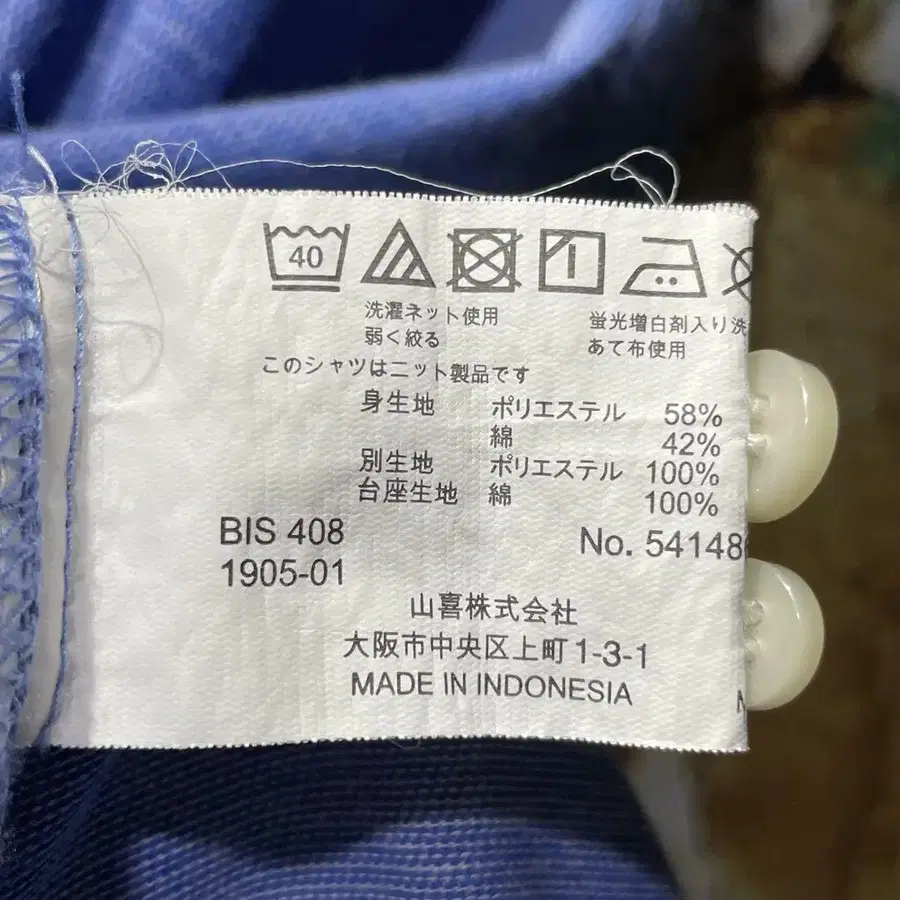 40
洗濯ネット使用
弱く絞る
蛍光増白剤入り洗
あて布使用
このシャツはニット製品です
身生地 ポリエステル 58%
綿 42%
別生地 ポリエステル 100%
台座生地 綿 100%
BIS 408
1905-01
No. 54148
山喜株式会社
大阪市中央区上町1-3-1
MADE IN INDONESIA